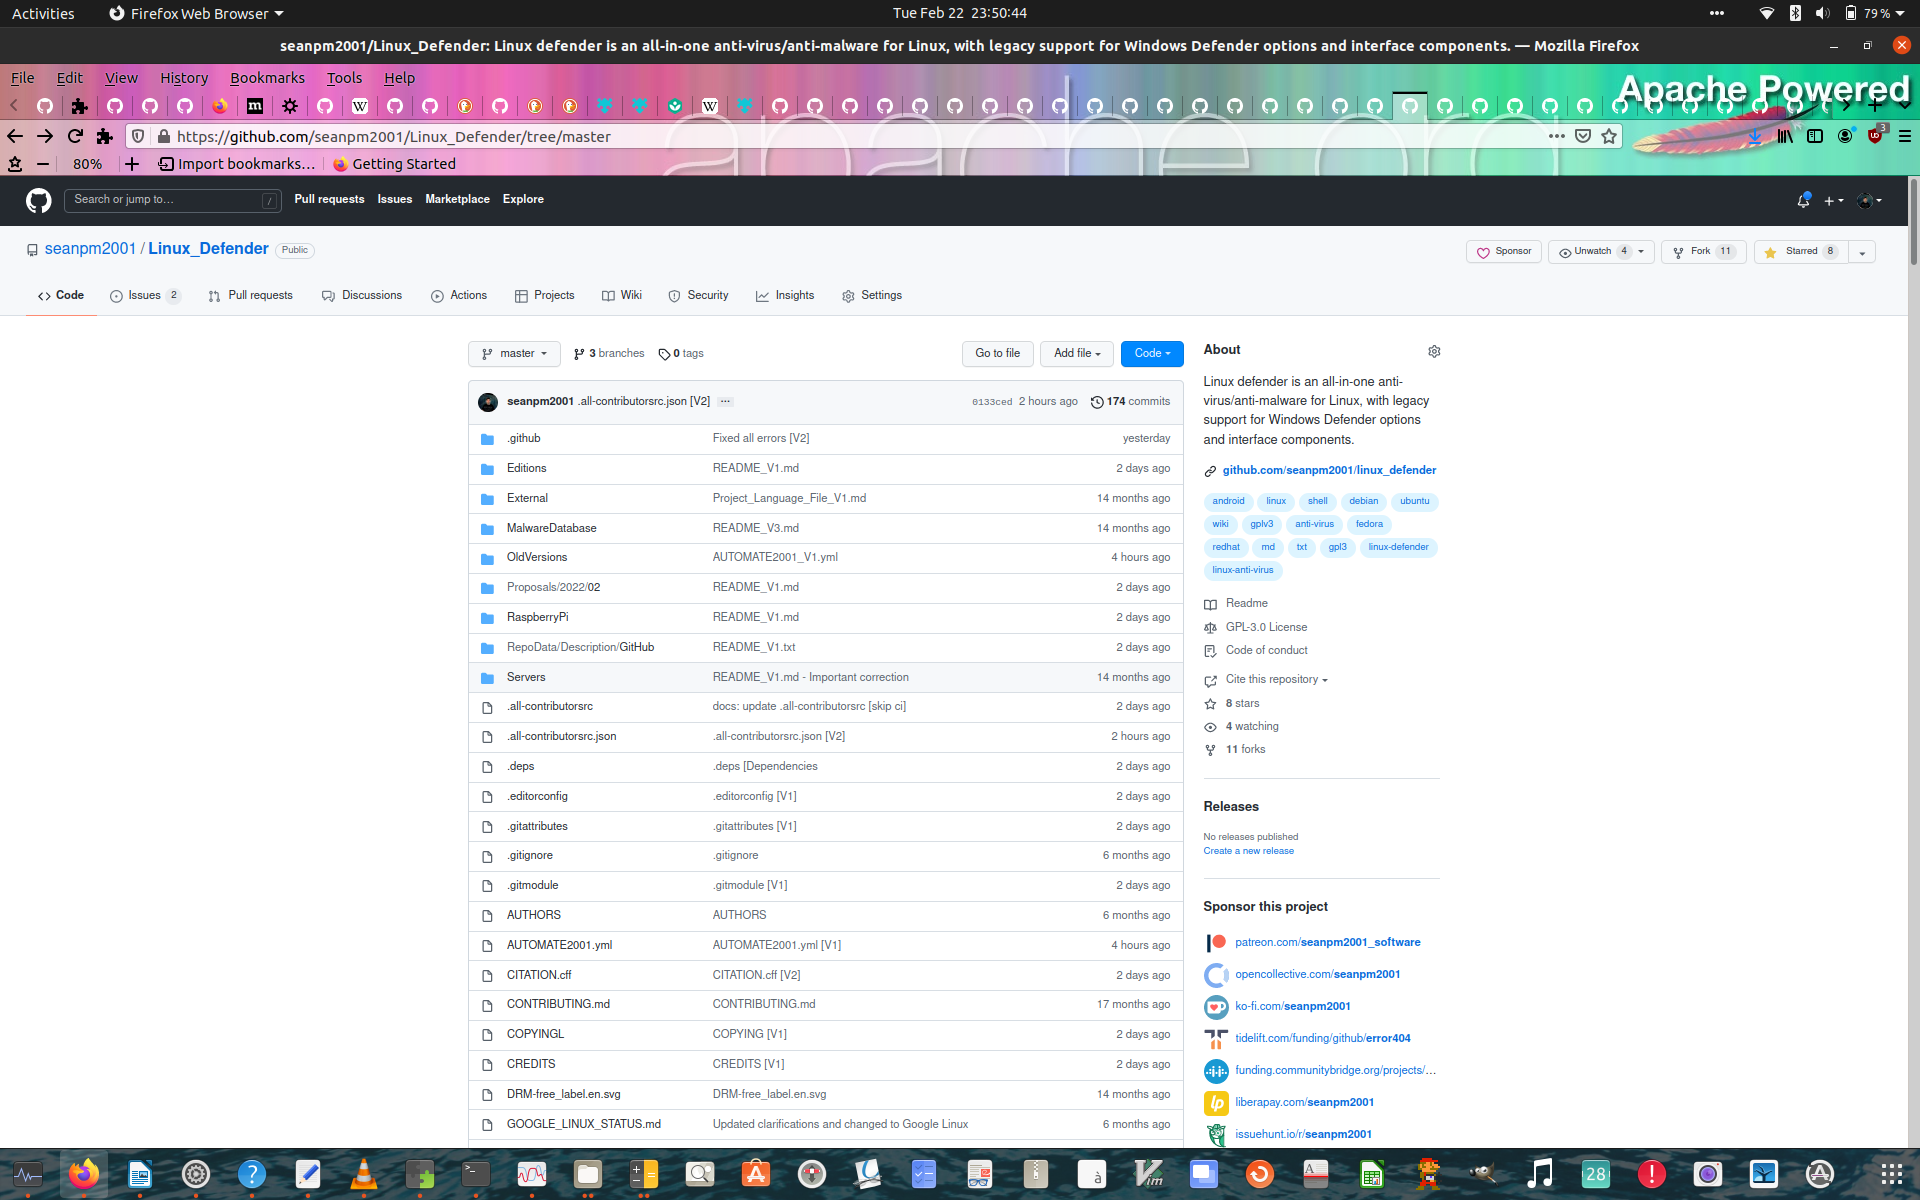 Activities Firefox Web Browser Tue Feb 22 23:50:44 79 %
seanpm2001/Linux_Defender: Linux defender is an all-in-one anti-virus/anti-malware for Linux, with legacy support for Windows Defender options and interface components. — Mozilla Firefox
File Edit View History Bookmarks Tools Help
Apache Powered
https://github.com/seanpm2001/Linux_Defender/tree/master
80% Import bookmarks… Getting Started
Search or jump to… / Pull requests Issues Marketplace Explore
seanpm2001 / Linux_Defender Public
Sponsor Unwatch 4 Fork 11 Starred 8
Code Issues 2 Pull requests Discussions Actions Projects Wiki Security Insights Settings
master 3 branches 0 tags Go to file Add file Code
seanpm2001 .all-contributorsrc.json [V2] ... 0133ced 2 hours ago 174 commits
.github Fixed all errors [V2] yesterday
Editions README_V1.md 2 days ago
External Project_Language_File_V1.md 14 months ago
MalwareDatabase README_V3.md 14 months ago
OldVersions AUTOMATE2001_V1.yml 4 hours ago
Proposals/2022/02 README_V1.md 2 days ago
RaspberryPi README_V1.md 2 days ago
RepoData/Description/GitHub README_V1.txt 2 days ago
Servers README_V1.md - Important correction 14 months ago
.all-contributorsrc docs: update .all-contributorsrc [skip ci] 2 days ago
.all-contributorsrc.json .all-contributorsrc.json [V2] 2 hours ago
.deps .deps [Dependencies 2 days ago
.editorconfig .editorconfig [V1] 2 days ago
.gitattributes .gitattributes [V1] 2 days ago
.gitignore .gitignore 6 months ago
.gitmodule .gitmodule [V1] 2 days ago
AUTHORS AUTHORS 6 months ago
AUTOMATE2001.yml AUTOMATE2001.yml [V1] 4 hours ago
CITATION.cff CITATION.cff [V2] 2 days ago
CONTRIBUTING.md CONTRIBUTING.md 17 months ago
COPYINGL COPYING [V1] 2 days ago
CREDITS CREDITS [V1] 2 days ago
DRM-free_label.en.svg DRM-free_label.en.svg 14 months ago
GOOGLE_LINUX_STATUS.md Updated clarifications and changed to Google Linux 6 months ago
About
Linux defender is an all-in-one anti-
virus/anti-malware for Linux, with legacy
support for Windows Defender options
and interface components.
github.com/seanpm2001/linux_defender
android linux shell debian ubuntu
wiki gplv3 anti-virus fedora
redhat md txt gpl3 linux-defender
linux-anti-virus
Readme
GPL-3.0 License
Code of conduct
Cite this repository
8 stars
4 watching
11 forks
Releases
No releases published
Create a new release
Sponsor this project
patreon.com/seanpm2001_software
opencollective.com/seanpm2001
ko-fi.com/seanpm2001
tidelift.com/funding/github/error404
funding.communitybridge.org/projects/…
liberapay.com/seanpm2001
issuehunt.io/r/seanpm2001
28